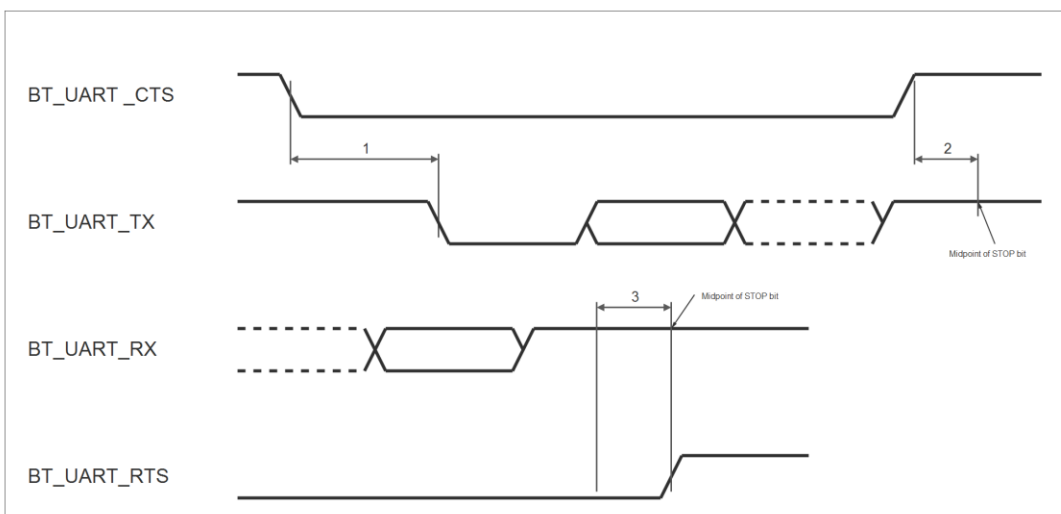 BT_UART _CTS
1
2
BT_UART_TX
Midpoint of STOP bit
3
Midpoint of STOP bit
BT_UART_RX
BT_UART_RTS